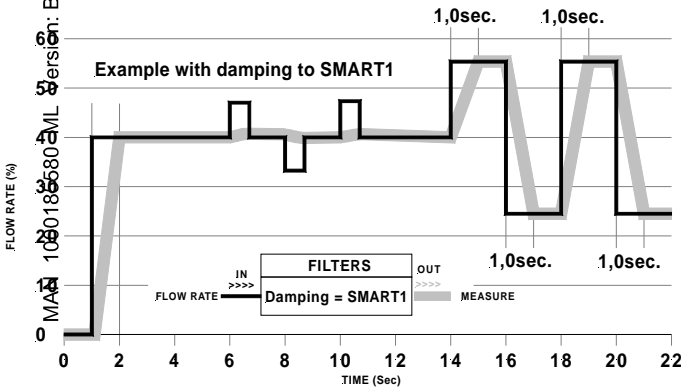 1,0sec. 1,0sec.
60
Example with damping to SMART1
50
40
30
20
10
0
FLOW RATE (%)
1,0sec. 1,0sec.
FILTERS
IN
>>>>
OUT
>>>>
FLOW RATE
Damping = SMART1
MEASURE
0 2 4 6 8 10 12 14 16 18 20 22
TIME (Sec)